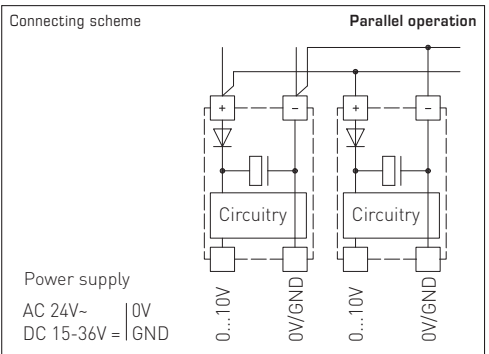 Connecting scheme
Parallel operation
+ − + −
Circuitry
Circuitry
Power supply
AC 24V~ | 0V
DC 15-36V = | GND
0...10V
0V/GND
0...10V
0V/GND